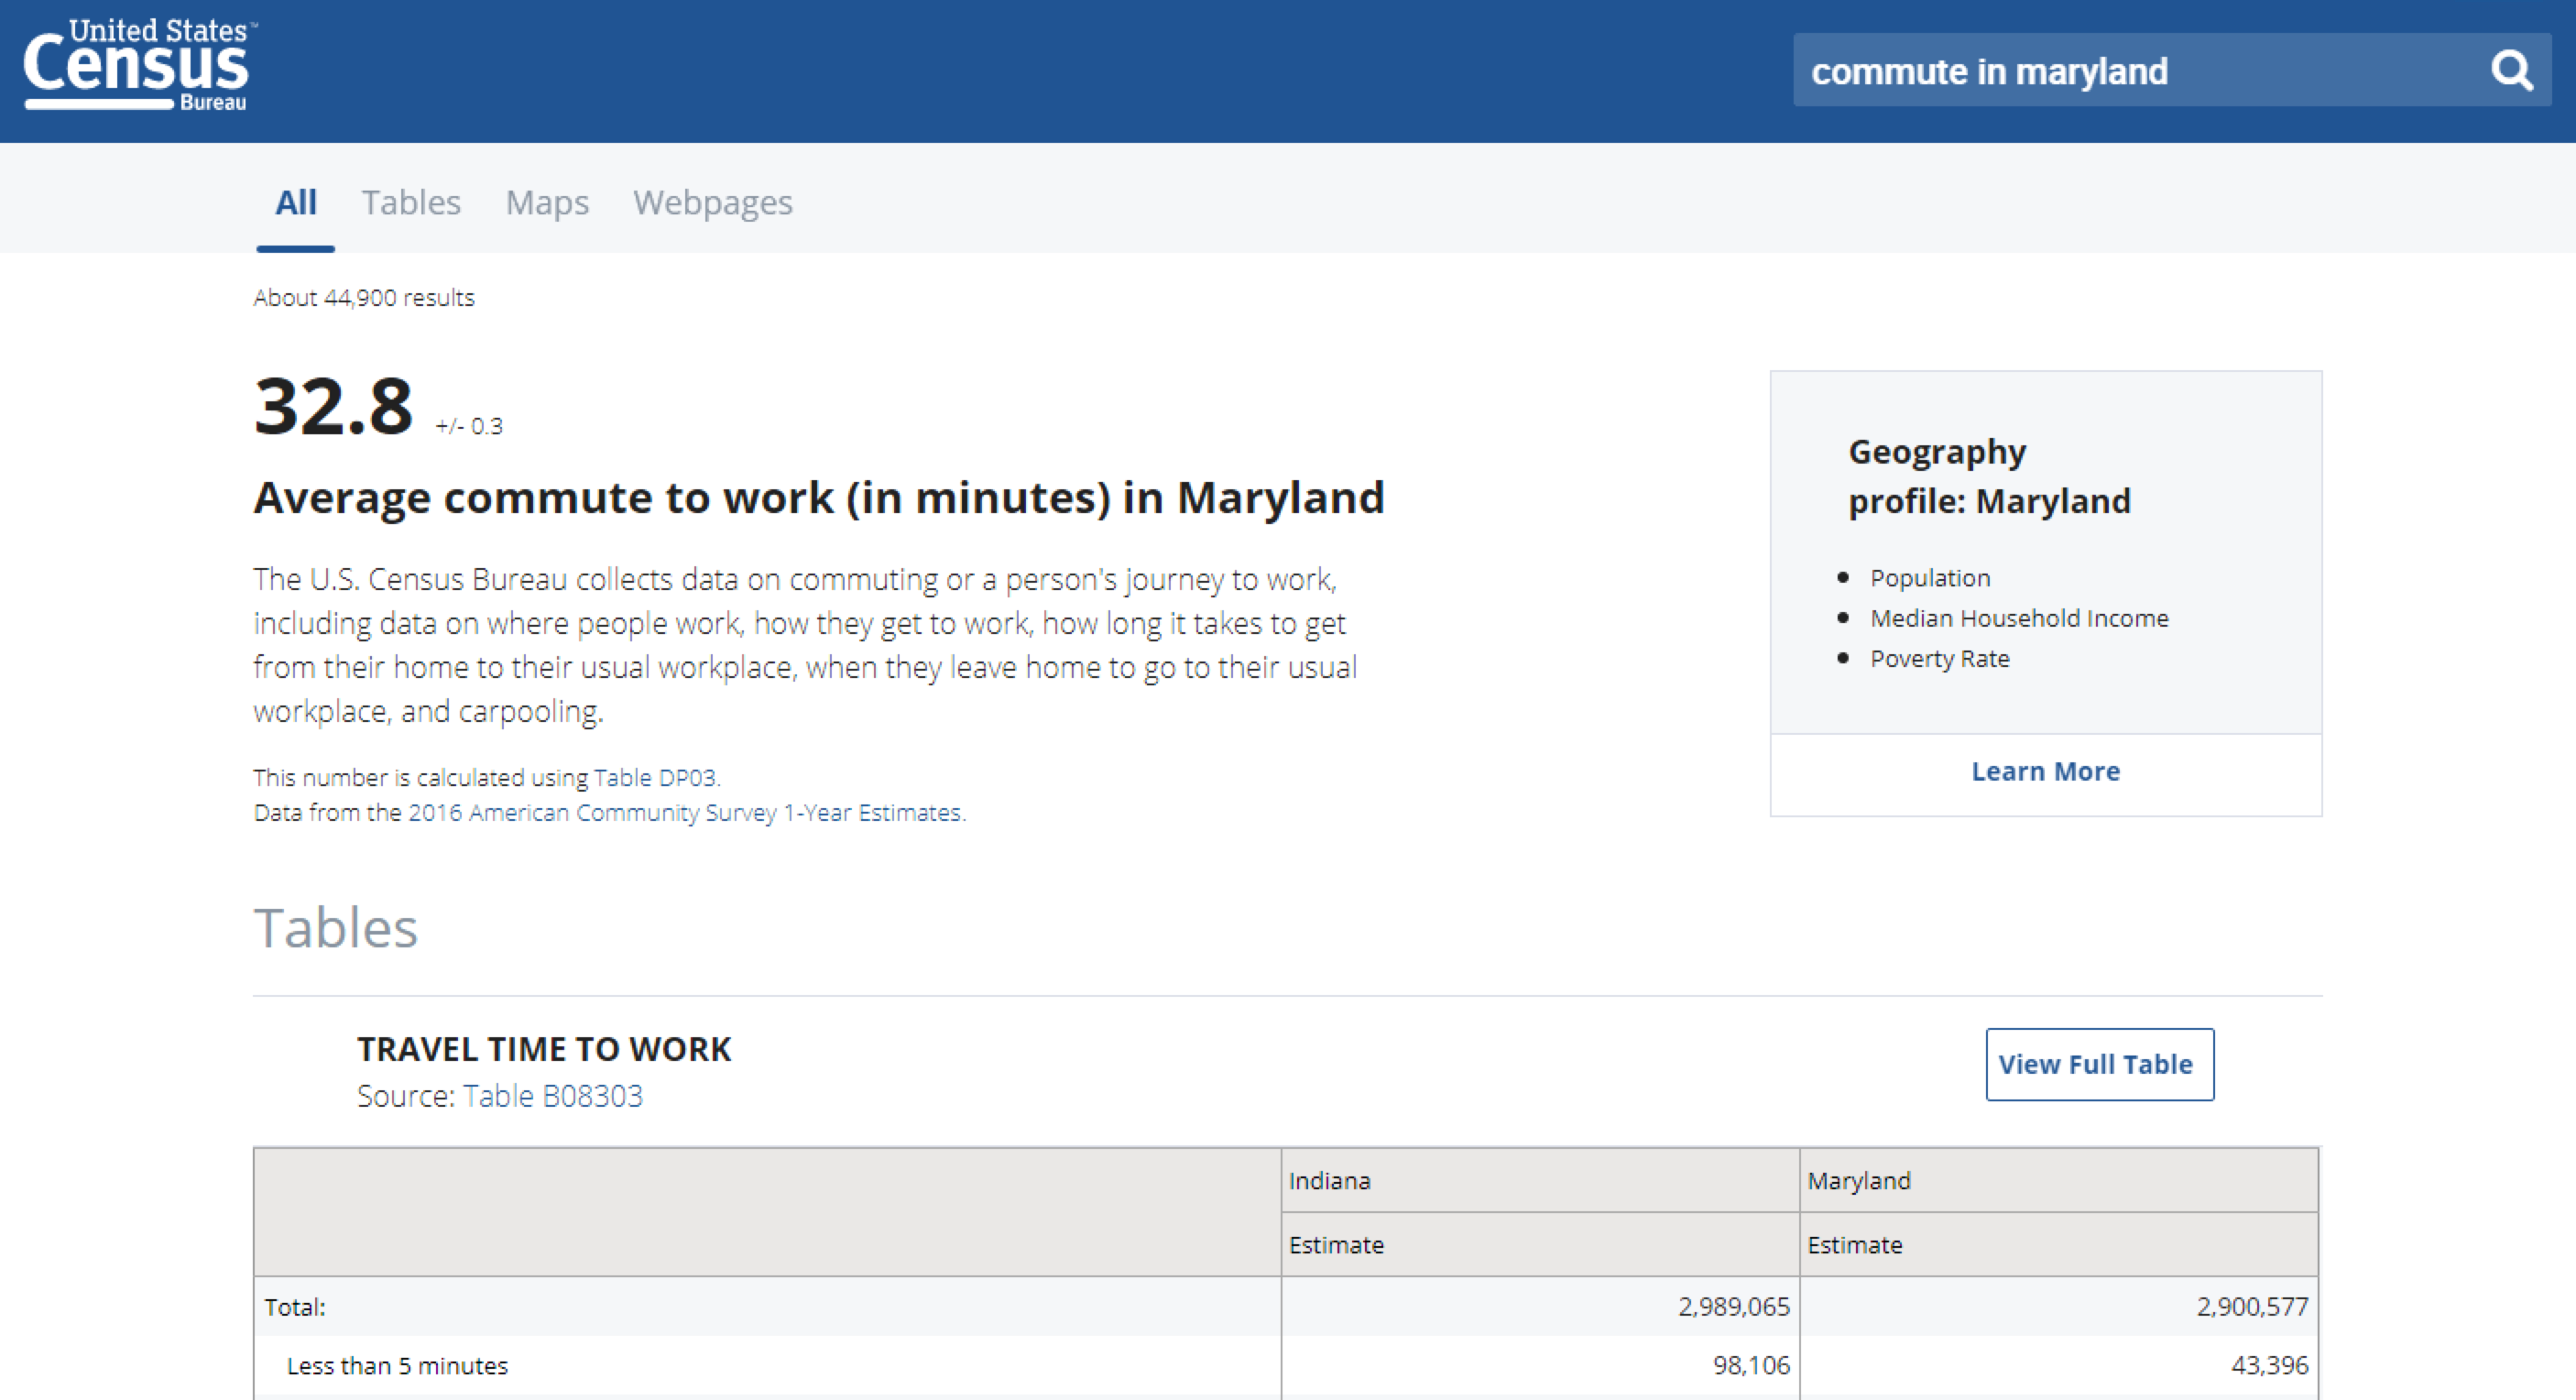 United States™
Census
Bureau
commute in maryland
All Tables Maps Webpages
About 44,900 results
32.8 +/- 0.3
Average commute to work (in minutes) in Maryland
The U.S. Census Bureau collects data on commuting or a person's journey to work,
including data on where people work, how they get to work, how long it takes to get
from their home to their usual workplace, when they leave home to go to their usual
workplace, and carpooling.
This number is calculated using Table DP03.
Data from the 2016 American Community Survey 1-Year Estimates.
Geography
profile: Maryland
• Population
• Median Household Income
• Poverty Rate
Learn More
Tables
TRAVEL TIME TO WORK
Source: Table B08303
View Full Table
Indiana Maryland
Estimate Estimate
Total: 2,989,065 2,900,577
Less than 5 minutes 98,106 43,396